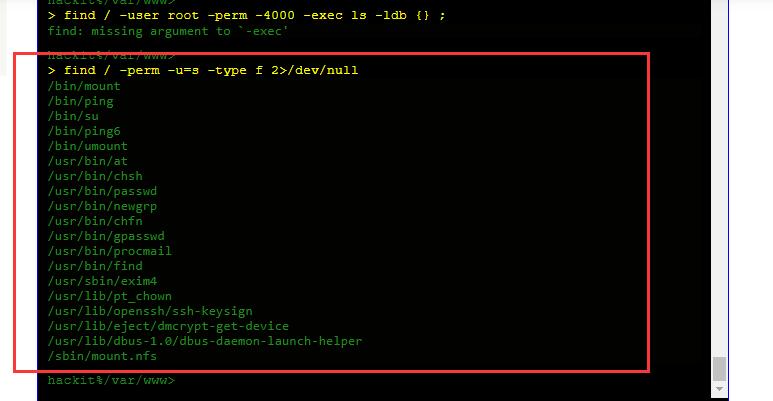 hackit%/var/www>
> find / -user root -perm -4000 -exec ls -ldb {} ;
find: missing argument to `-exec'
hackit%/var/www>
> find / -perm -u=s -type f 2>/dev/null
/bin/mount
/bin/ping
/bin/su
/bin/ping6
/bin/umount
/usr/bin/at
/usr/bin/chsh
/usr/bin/passwd
/usr/bin/newgrp
/usr/bin/chfn
/usr/bin/gpasswd
/usr/bin/procmail
/usr/bin/find
/usr/sbin/exim4
/usr/lib/pt_chown
/usr/lib/openssh/ssh-keysign
/usr/lib/eject/dmcrypt-get-device
/usr/lib/dbus-1.0/dbus-daemon-launch-helper
/sbin/mount.nfs
hackit%/var/www>